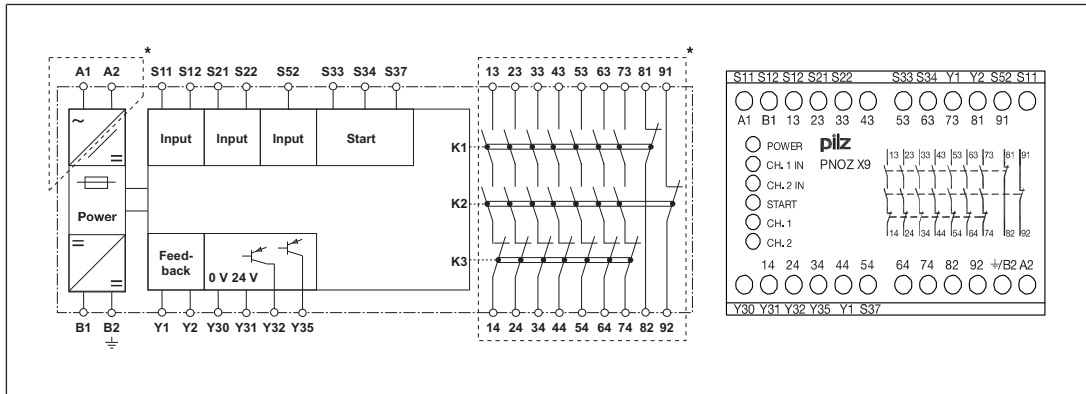 * *
A1 A2 S11 S12 S21 S22 S52 S33 S34 S37 13 23 33 43 53 63 73 81 91
~
=
Input Input Input Start
K1
Power
K2
=
=
Feed-
back
0 V 24 V
K3
B1 B2 Y1 Y2 Y30 Y31 Y32 Y35 14 24 34 44 54 64 74 82 92
S11 S12 S12 S21 S22 S33 S34 Y1 Y2 S52 S11
A1 B1 13 23 33 43 53 63 73 81 91
POWER pilz
CH. 1 IN PNOZ X9
CH. 2 IN
START
CH. 1
CH. 2
13 23 33 43 53 63 73 81 91
14 24 34 44 54 64 74 82 92
14 24 34 44 54 64 74 82 92 /B2 A2
Y30 Y31 Y32 Y35 Y1 S37